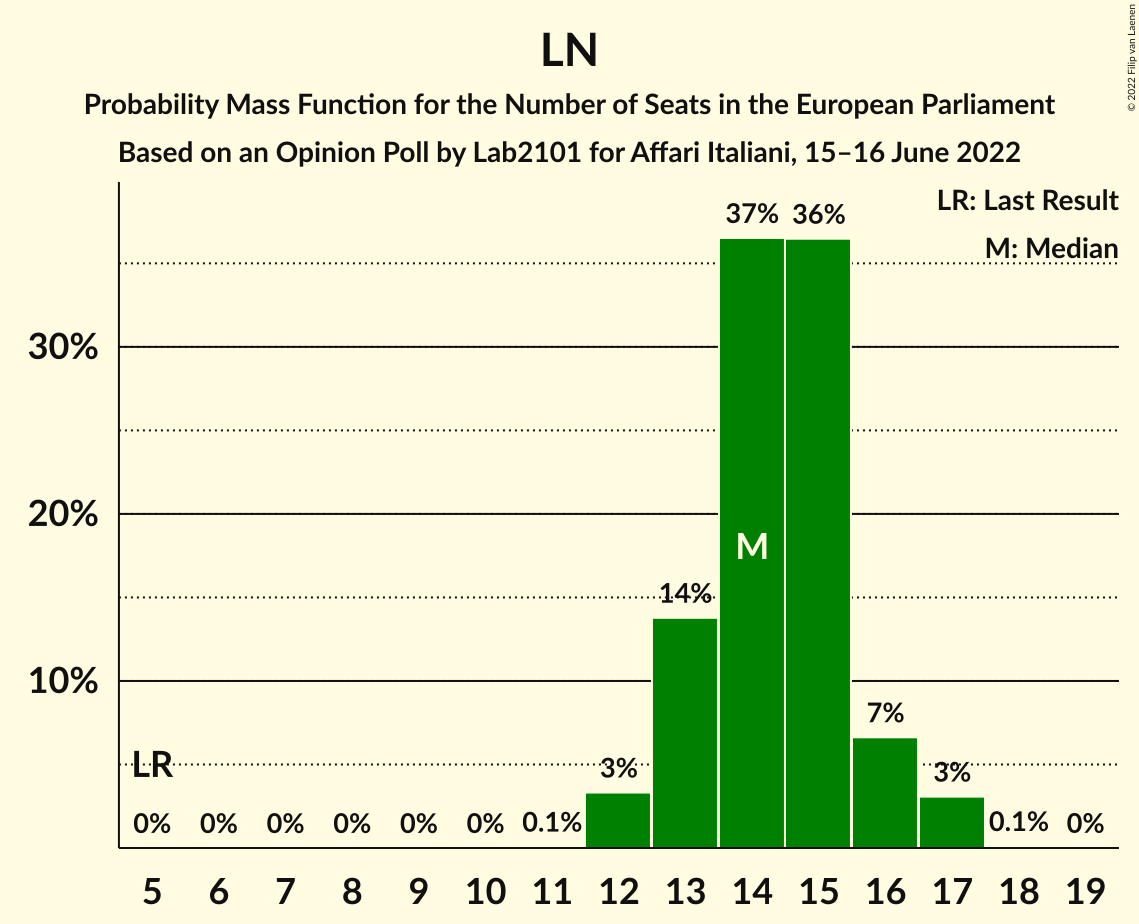 LN
Probability Mass Function for the Number of Seats in the European Parliament
Based on an Opinion Poll by Lab2101 for Affari Italiani, 15–16 June 2022
© 2022 Filip van Laenen
LR: Last Result
M: Median
37% 36%
30%
20%
M
14%
10%
7%
LR
3%
3%
0% 0% 0% 0% 0% 0% 0.1% 0.1% 0%
5 6 7 8 9 10 11 12 13 14 15 16 17 18 19